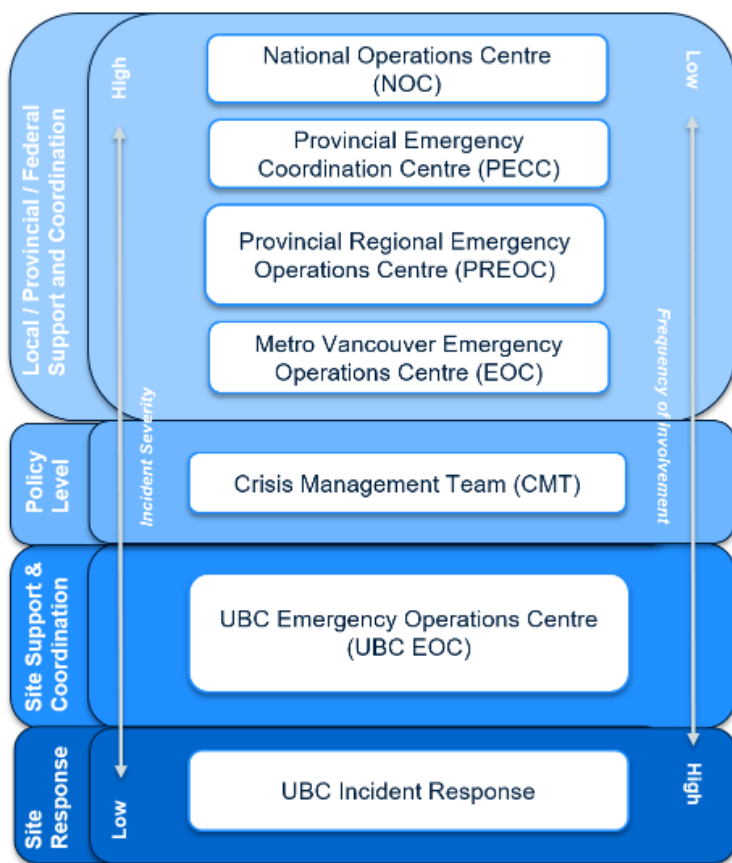 Local / Provincial / Federal
Support and Coordination
High
Low
National Operations Centre
(NOC)
Provincial Emergency
Coordination Centre (PECC)
Provincial Regional Emergency
Operations Centre (PREOC)
Metro Vancouver Emergency
Operations Centre (EOC)
Incident Severity
Frequency of Involvement
Policy
Level
Crisis Management Team (CMT)
Site Support &
Coordination
UBC Emergency Operations Centre
(UBC EOC)
Site
Response
Low
UBC Incident Response
High